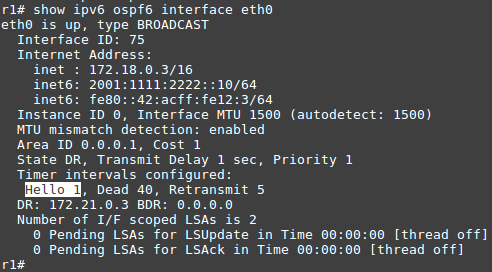 r1# show ipv6 ospf6 interface eth0
eth0 is up, type BROADCAST
Interface ID: 75
Internet Address:
inet : 172.18.0.3/16
inet6: 2001:1111:2222::10/64
inet6: fe80::42:acff:fe12:3/64
Instance ID 0, Interface MTU 1500 (autodetect: 1500)
MTU mismatch detection: enabled
Area ID 0.0.0.1, Cost 1
State DR, Transmit Delay 1 sec, Priority 1
Timer intervals configured:
Hello 1, Dead 40, Retransmit 5
DR: 172.21.0.3 BDR: 0.0.0.0
Number of I/F scoped LSAs is 2
0 Pending LSAs for LSUpdate in Time 00:00:00 [thread off]
0 Pending LSAs for LSAck in Time 00:00:00 [thread off]
r1#